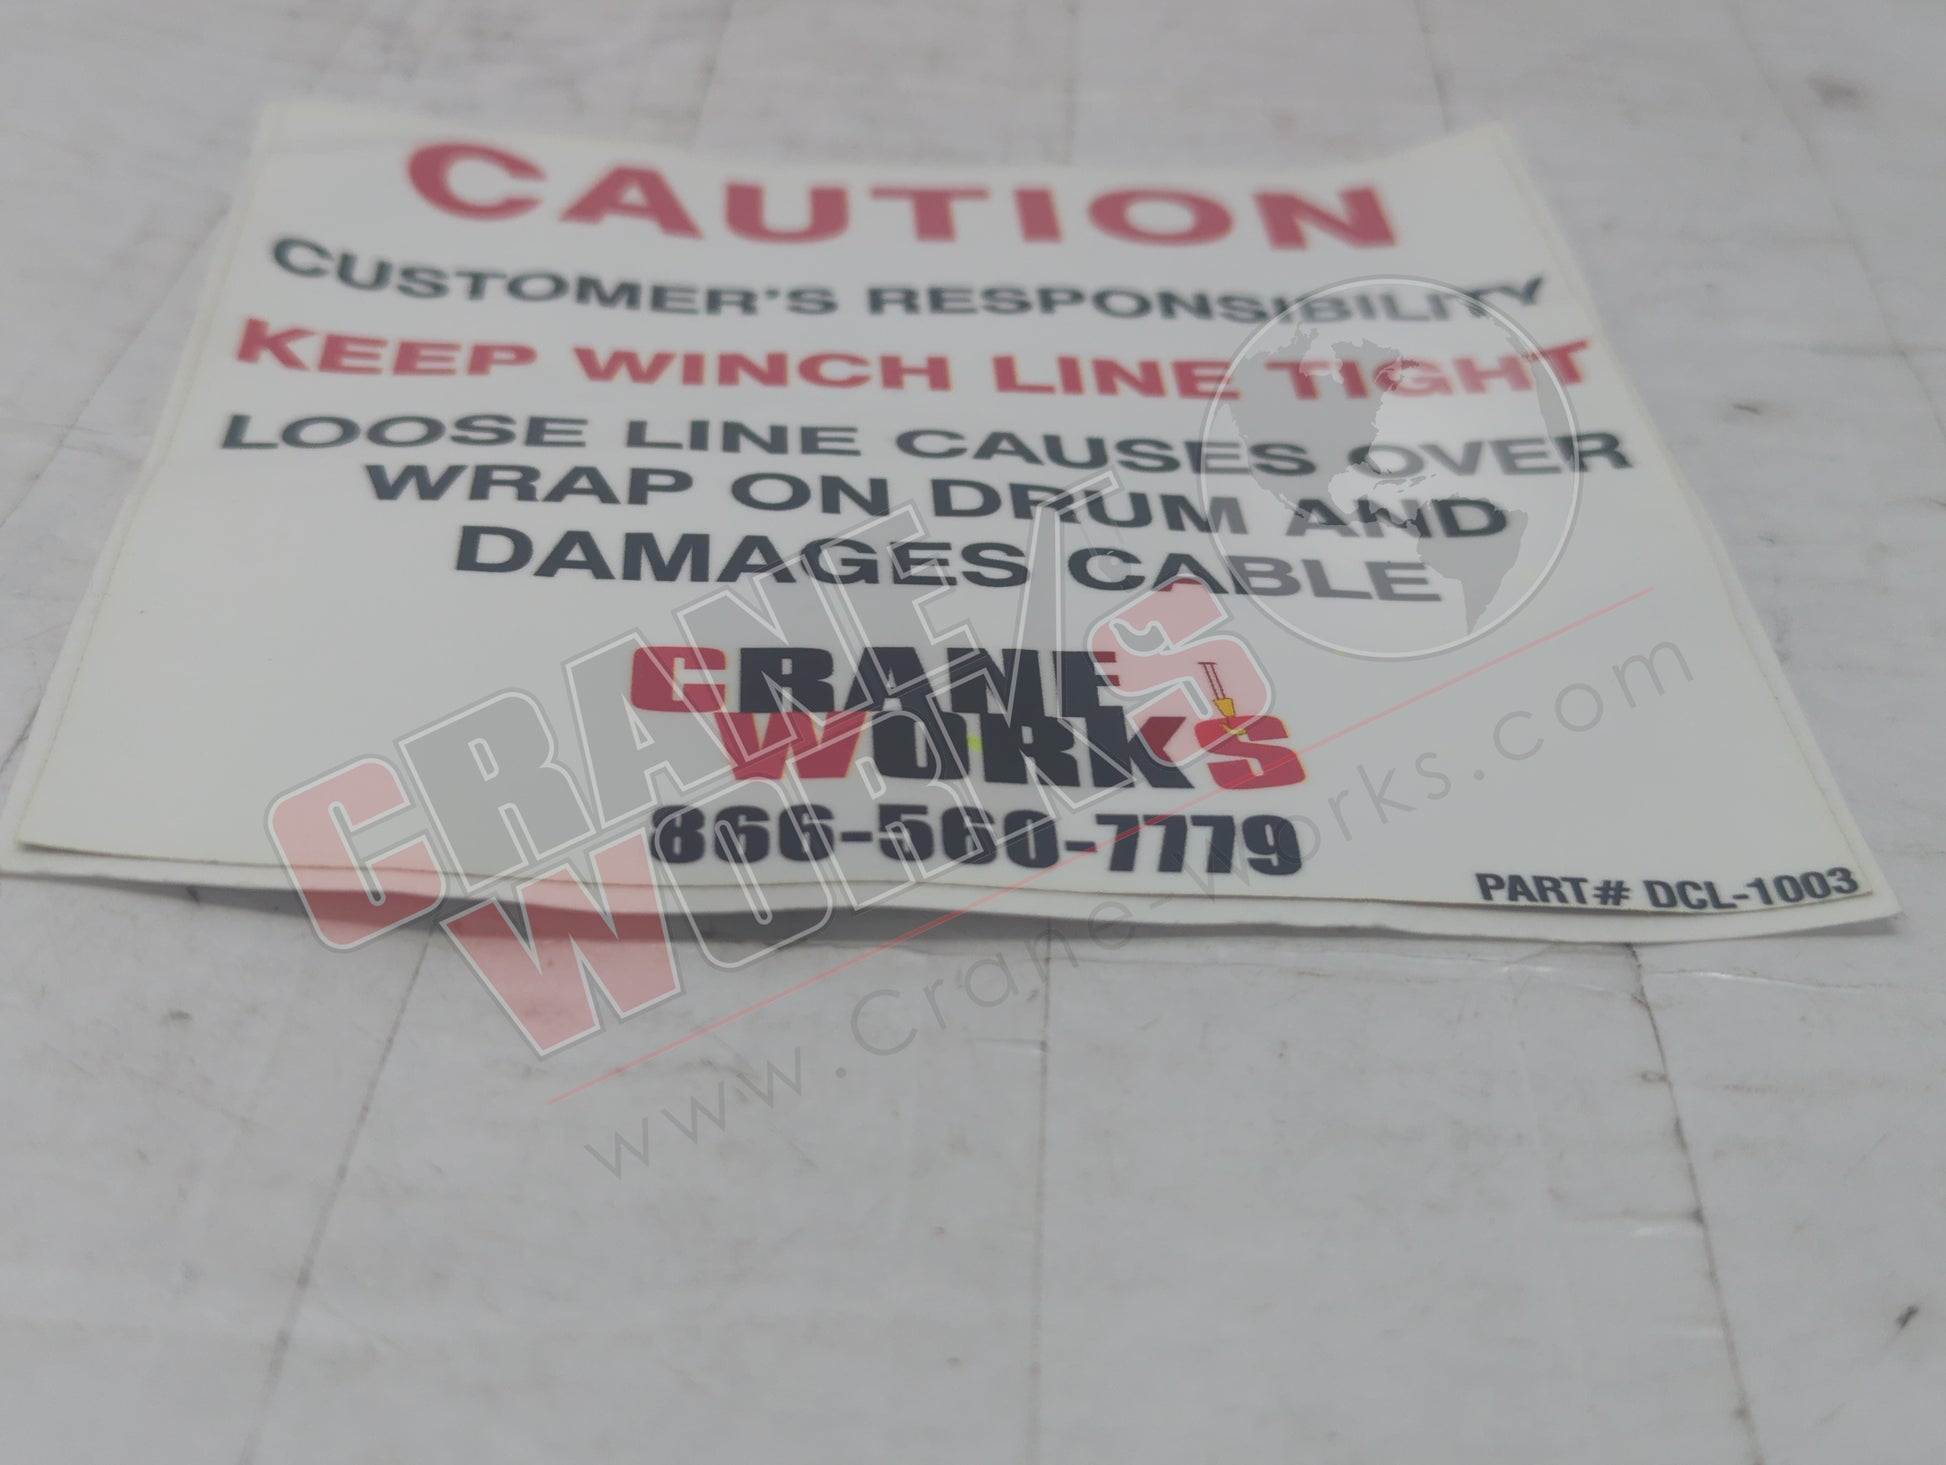 CAUTION
CUSTOMER'S RESPONSIBILITY
KEEP WINCH LINE TIGHT
LOOSE LINE CAUSES OVER
WRAP ON DRUM AND
DAMAGES CABLE
CRANE
WORKS
866-560-7779
PART# DCL-1003
CRANE
WORKS
www.crane-works.com